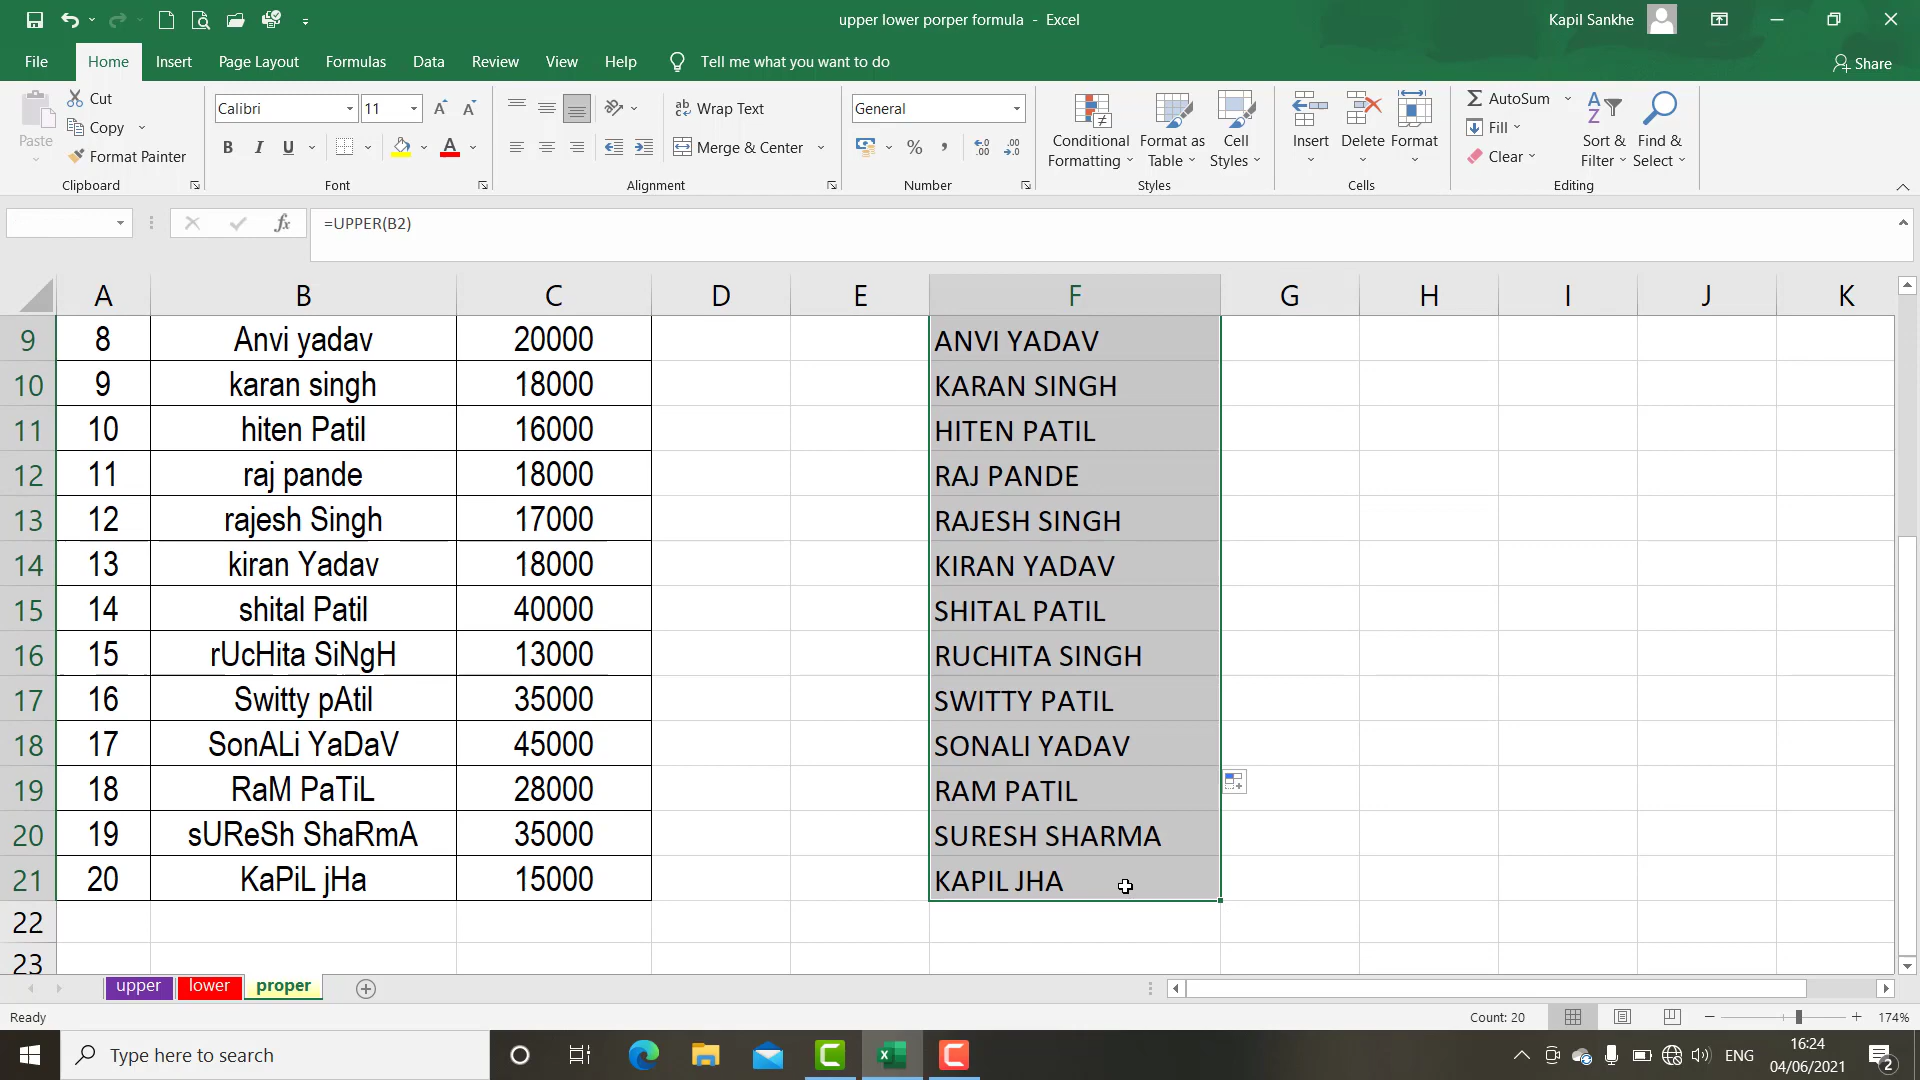 upper lower porper formula - Excel
Kapil Sankhe
File Home Insert Page Layout Formulas Data Review View Help Tell me what you want to do Share
Paste Cut Copy Format Painter Clipboard
Calibri 11 B I U Font
Wrap Text Merge & Center Alignment
General % , Number
Conditional Formatting Format as Table Cell Styles Styles
Insert Delete Format Cells
AutoSum Fill Clear Sort & Filter Find & Select Editing
fx =UPPER(B2)
A B C D E F G H I J K
9 8 Anvi yadav 20000 ANVI YADAV
10 9 karan singh 18000 KARAN SINGH
11 10 hiten Patil 16000 HITEN PATIL
12 11 raj pande 18000 RAJ PANDE
13 12 rajesh Singh 17000 RAJESH SINGH
14 13 kiran Yadav 18000 KIRAN YADAV
15 14 shital Patil 40000 SHITAL PATIL
16 15 rUcHita SiNgH 13000 RUCHITA SINGH
17 16 Switty pAtil 35000 SWITTY PATIL
18 17 SonALi YaDaV 45000 SONALI YADAV
19 18 RaM PaTiL 28000 RAM PATIL
20 19 sUReSh ShaRmA 35000 SURESH SHARMA
21 20 KaPiL jHa 15000 KAPIL JHA
22
23
upper lower proper
Ready Count: 20 174%
Type here to search
ENG 16:24
04/06/2021 2